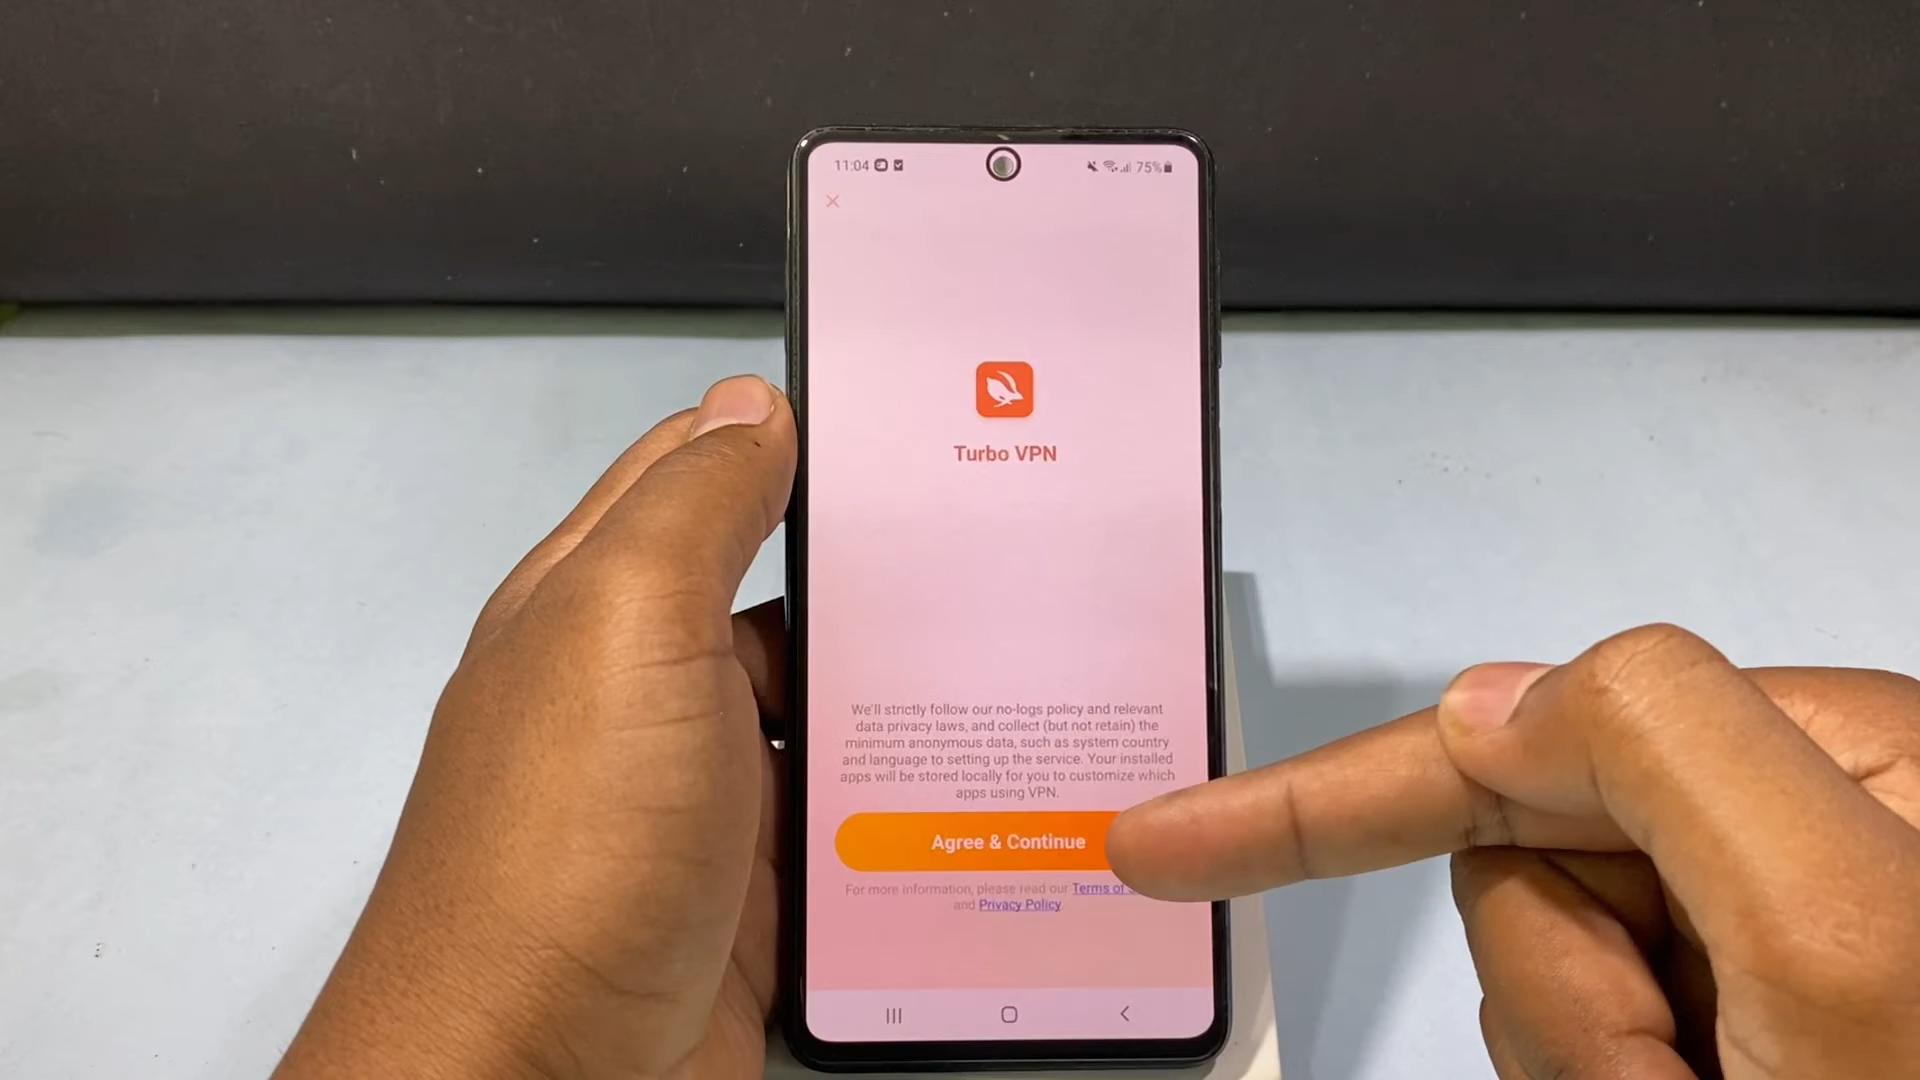 11:04
75%
Turbo VPN
We'll strictly follow our no-logs policy and relevant
data privacy laws, and collect (but not retain) the
minimum anonymous data, such as system country
and language to setting up the service. Your installed
apps will be stored locally for you to customize which
apps using VPN.
Agree & Continue
For more information, please read our Terms of
and Privacy Policy